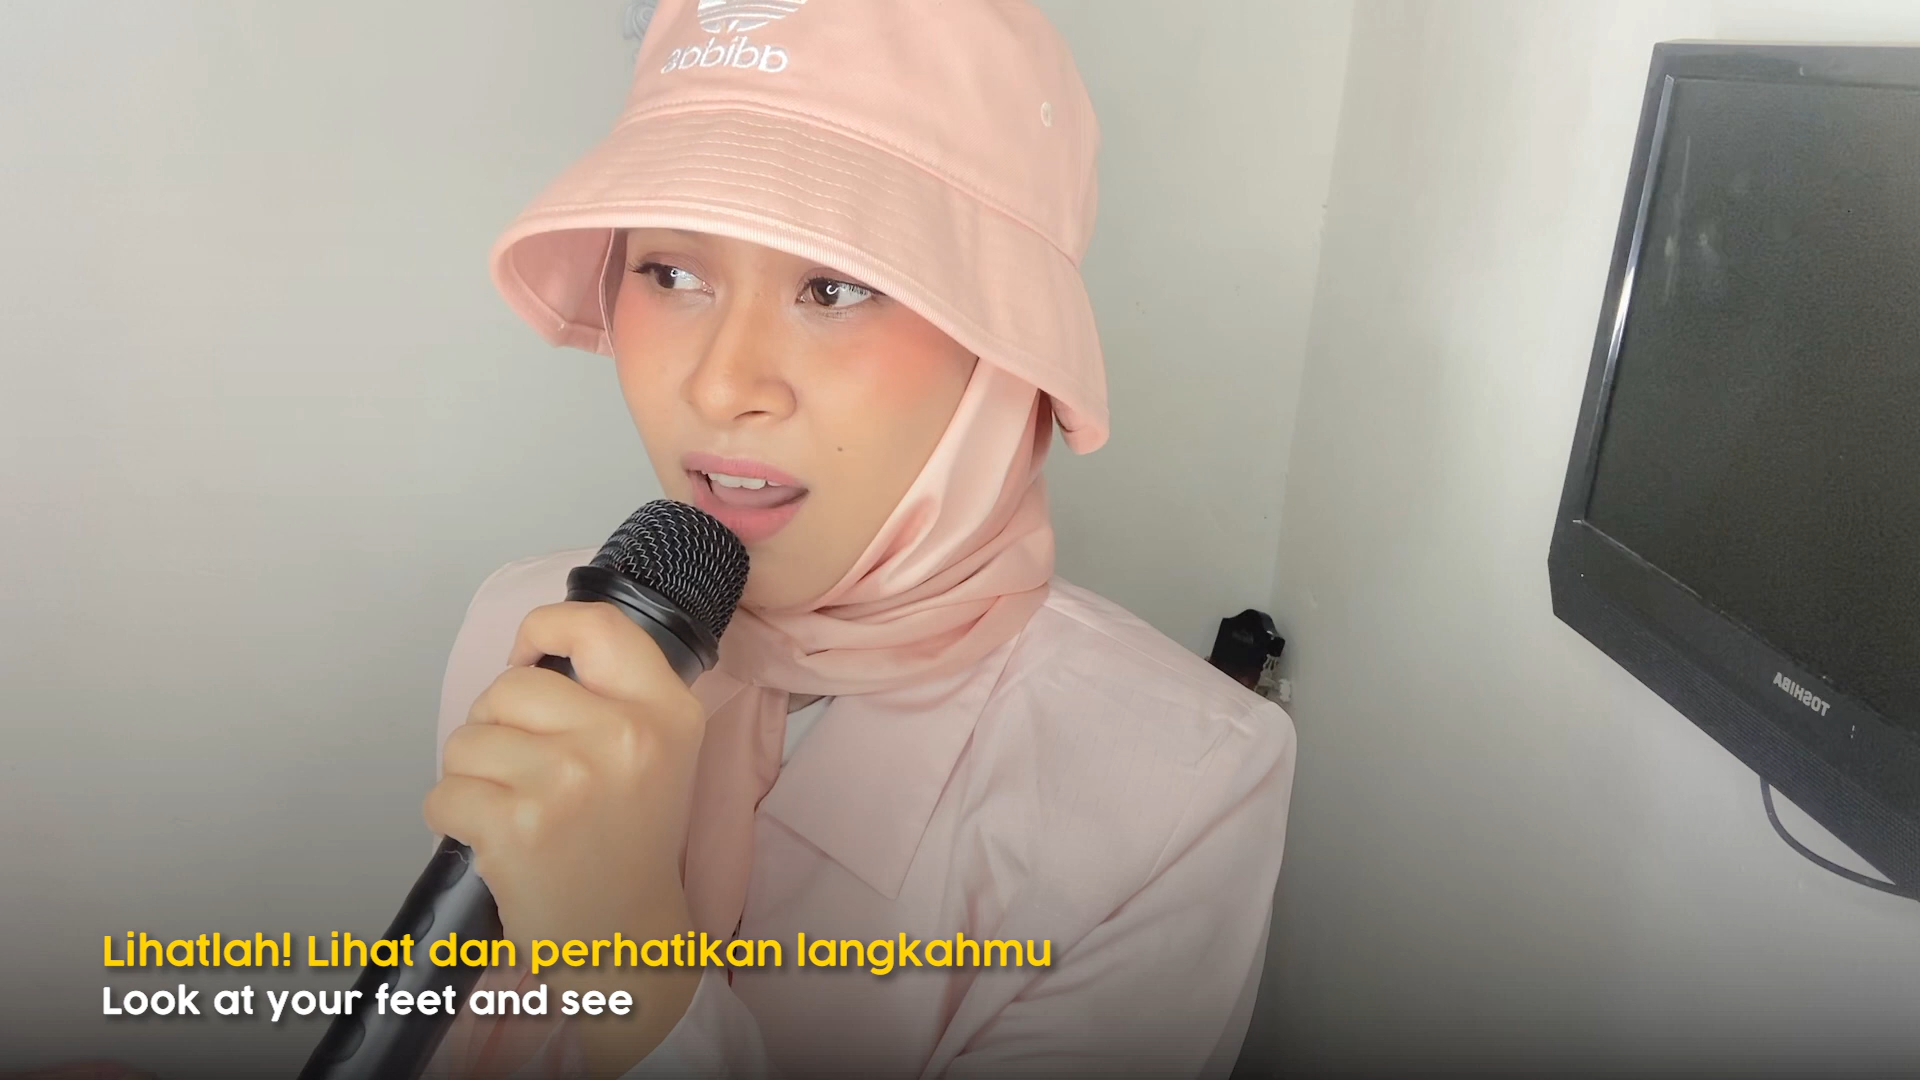 adidas
TOSHIBA
Lihatlah! Lihat dan perhatikan langkahmu
Look at your feet and see